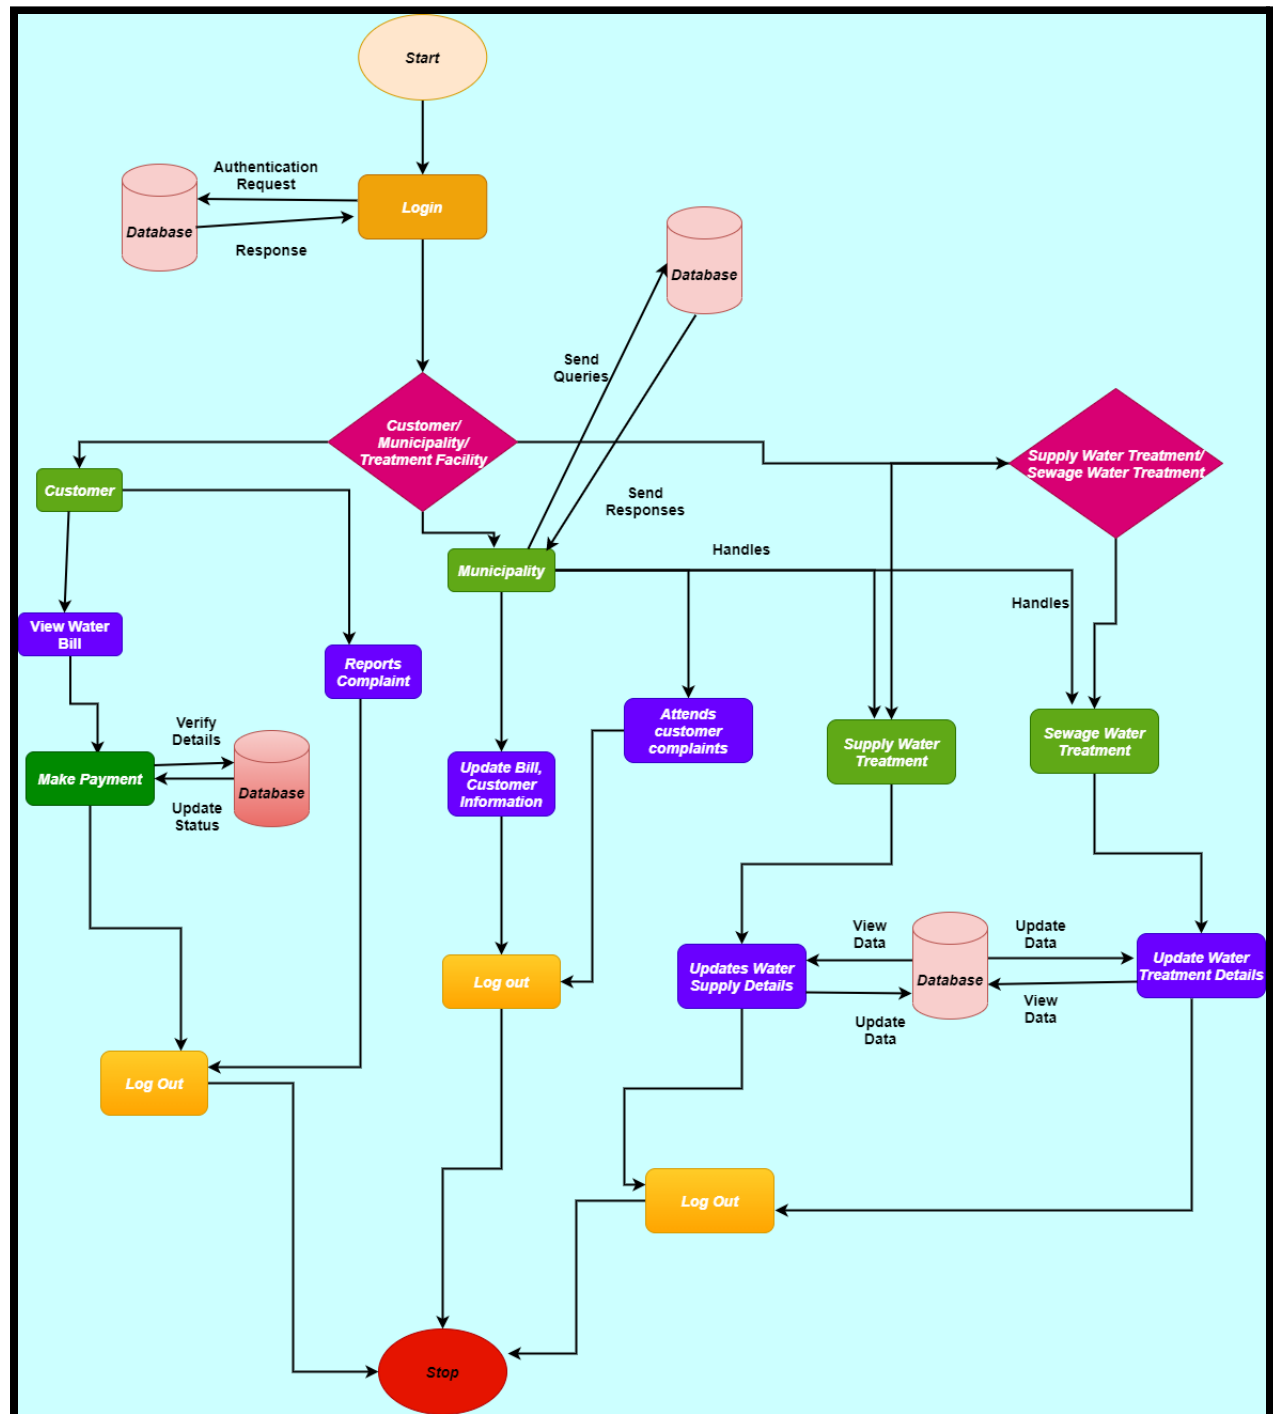 Start
Authentication
Request
Login
Database
Response
Database
Send
Queries
Customer/
Municipality/
Treatment Facility
Supply Water Treatment/
Sewage Water Treatment
Customer
Send
Responses
Handles
Municipality
Handles
View Water
Bill
Reports
Complaint
Attends
customer
complaints
Sewage Water
Treatment
Supply Water
Treatment
Verify
Details
Make Payment
Database
Update
Status
Update Bill,
Customer
Information
View
Data
Update
Data
Updates Water
Supply Details
Database
Update Water
Treatment Details
Log out
Update
Data
View
Data
Log Out
Log Out
Stop